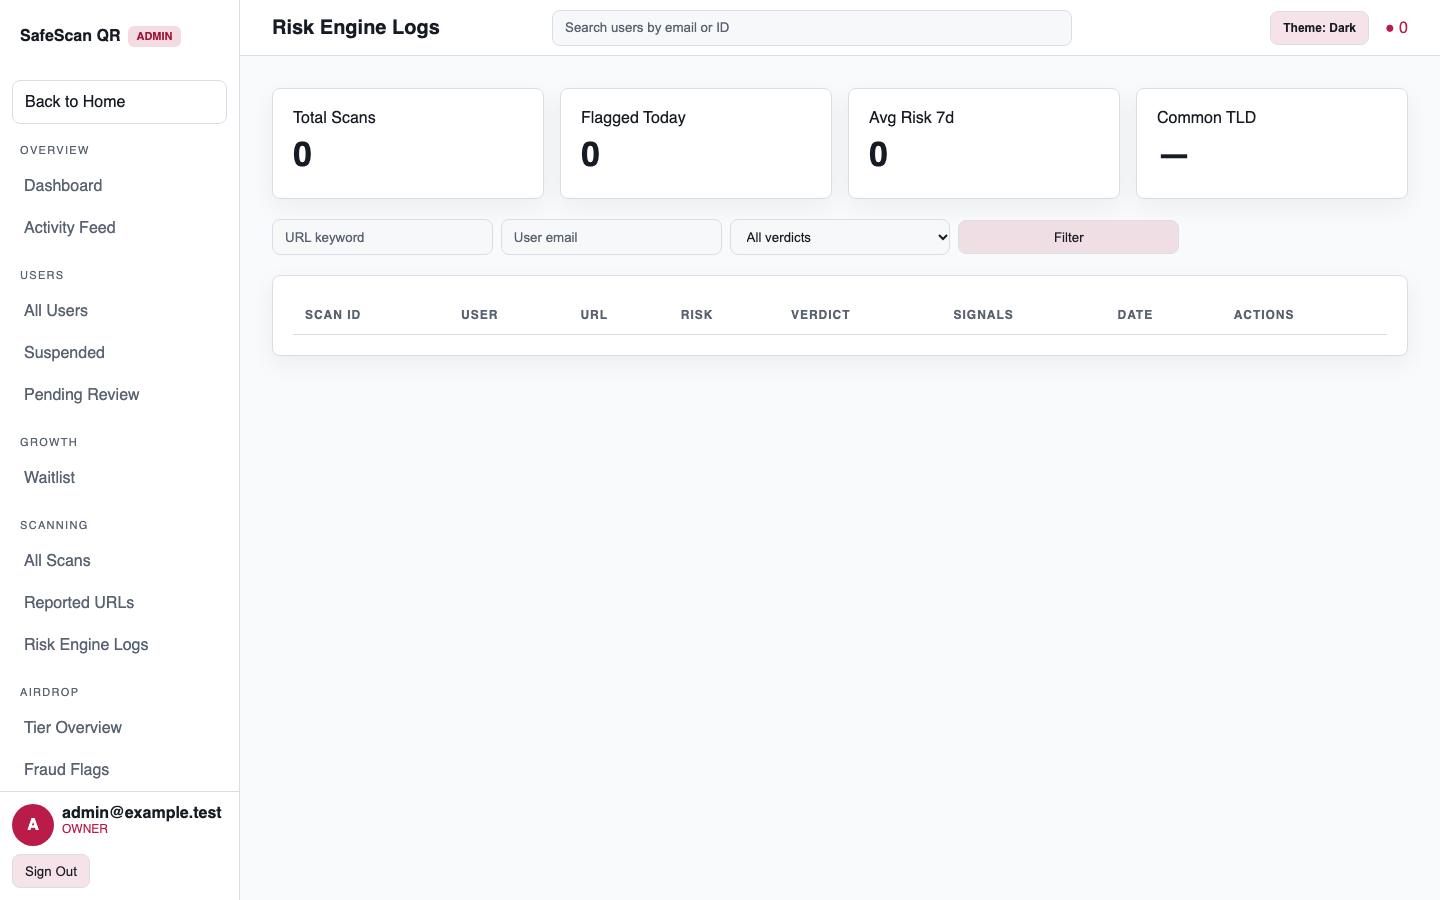 SafeScan QR ADMIN
Back to Home
OVERVIEW
Dashboard
Activity Feed
USERS
All Users
Suspended
Pending Review
GROWTH
Waitlist
SCANNING
All Scans
Reported URLs
Risk Engine Logs
AIRDROP
Tier Overview
Fraud Flags
A
admin@example.test
OWNER
Sign Out
Risk Engine Logs
Search users by email or ID
Theme: Dark
● 0
Total Scans
0
Flagged Today
0
Avg Risk 7d
0
Common TLD
—
URL keyword
User email
All verdicts
Filter
SCAN ID USER URL RISK VERDICT SIGNALS DATE ACTIONS